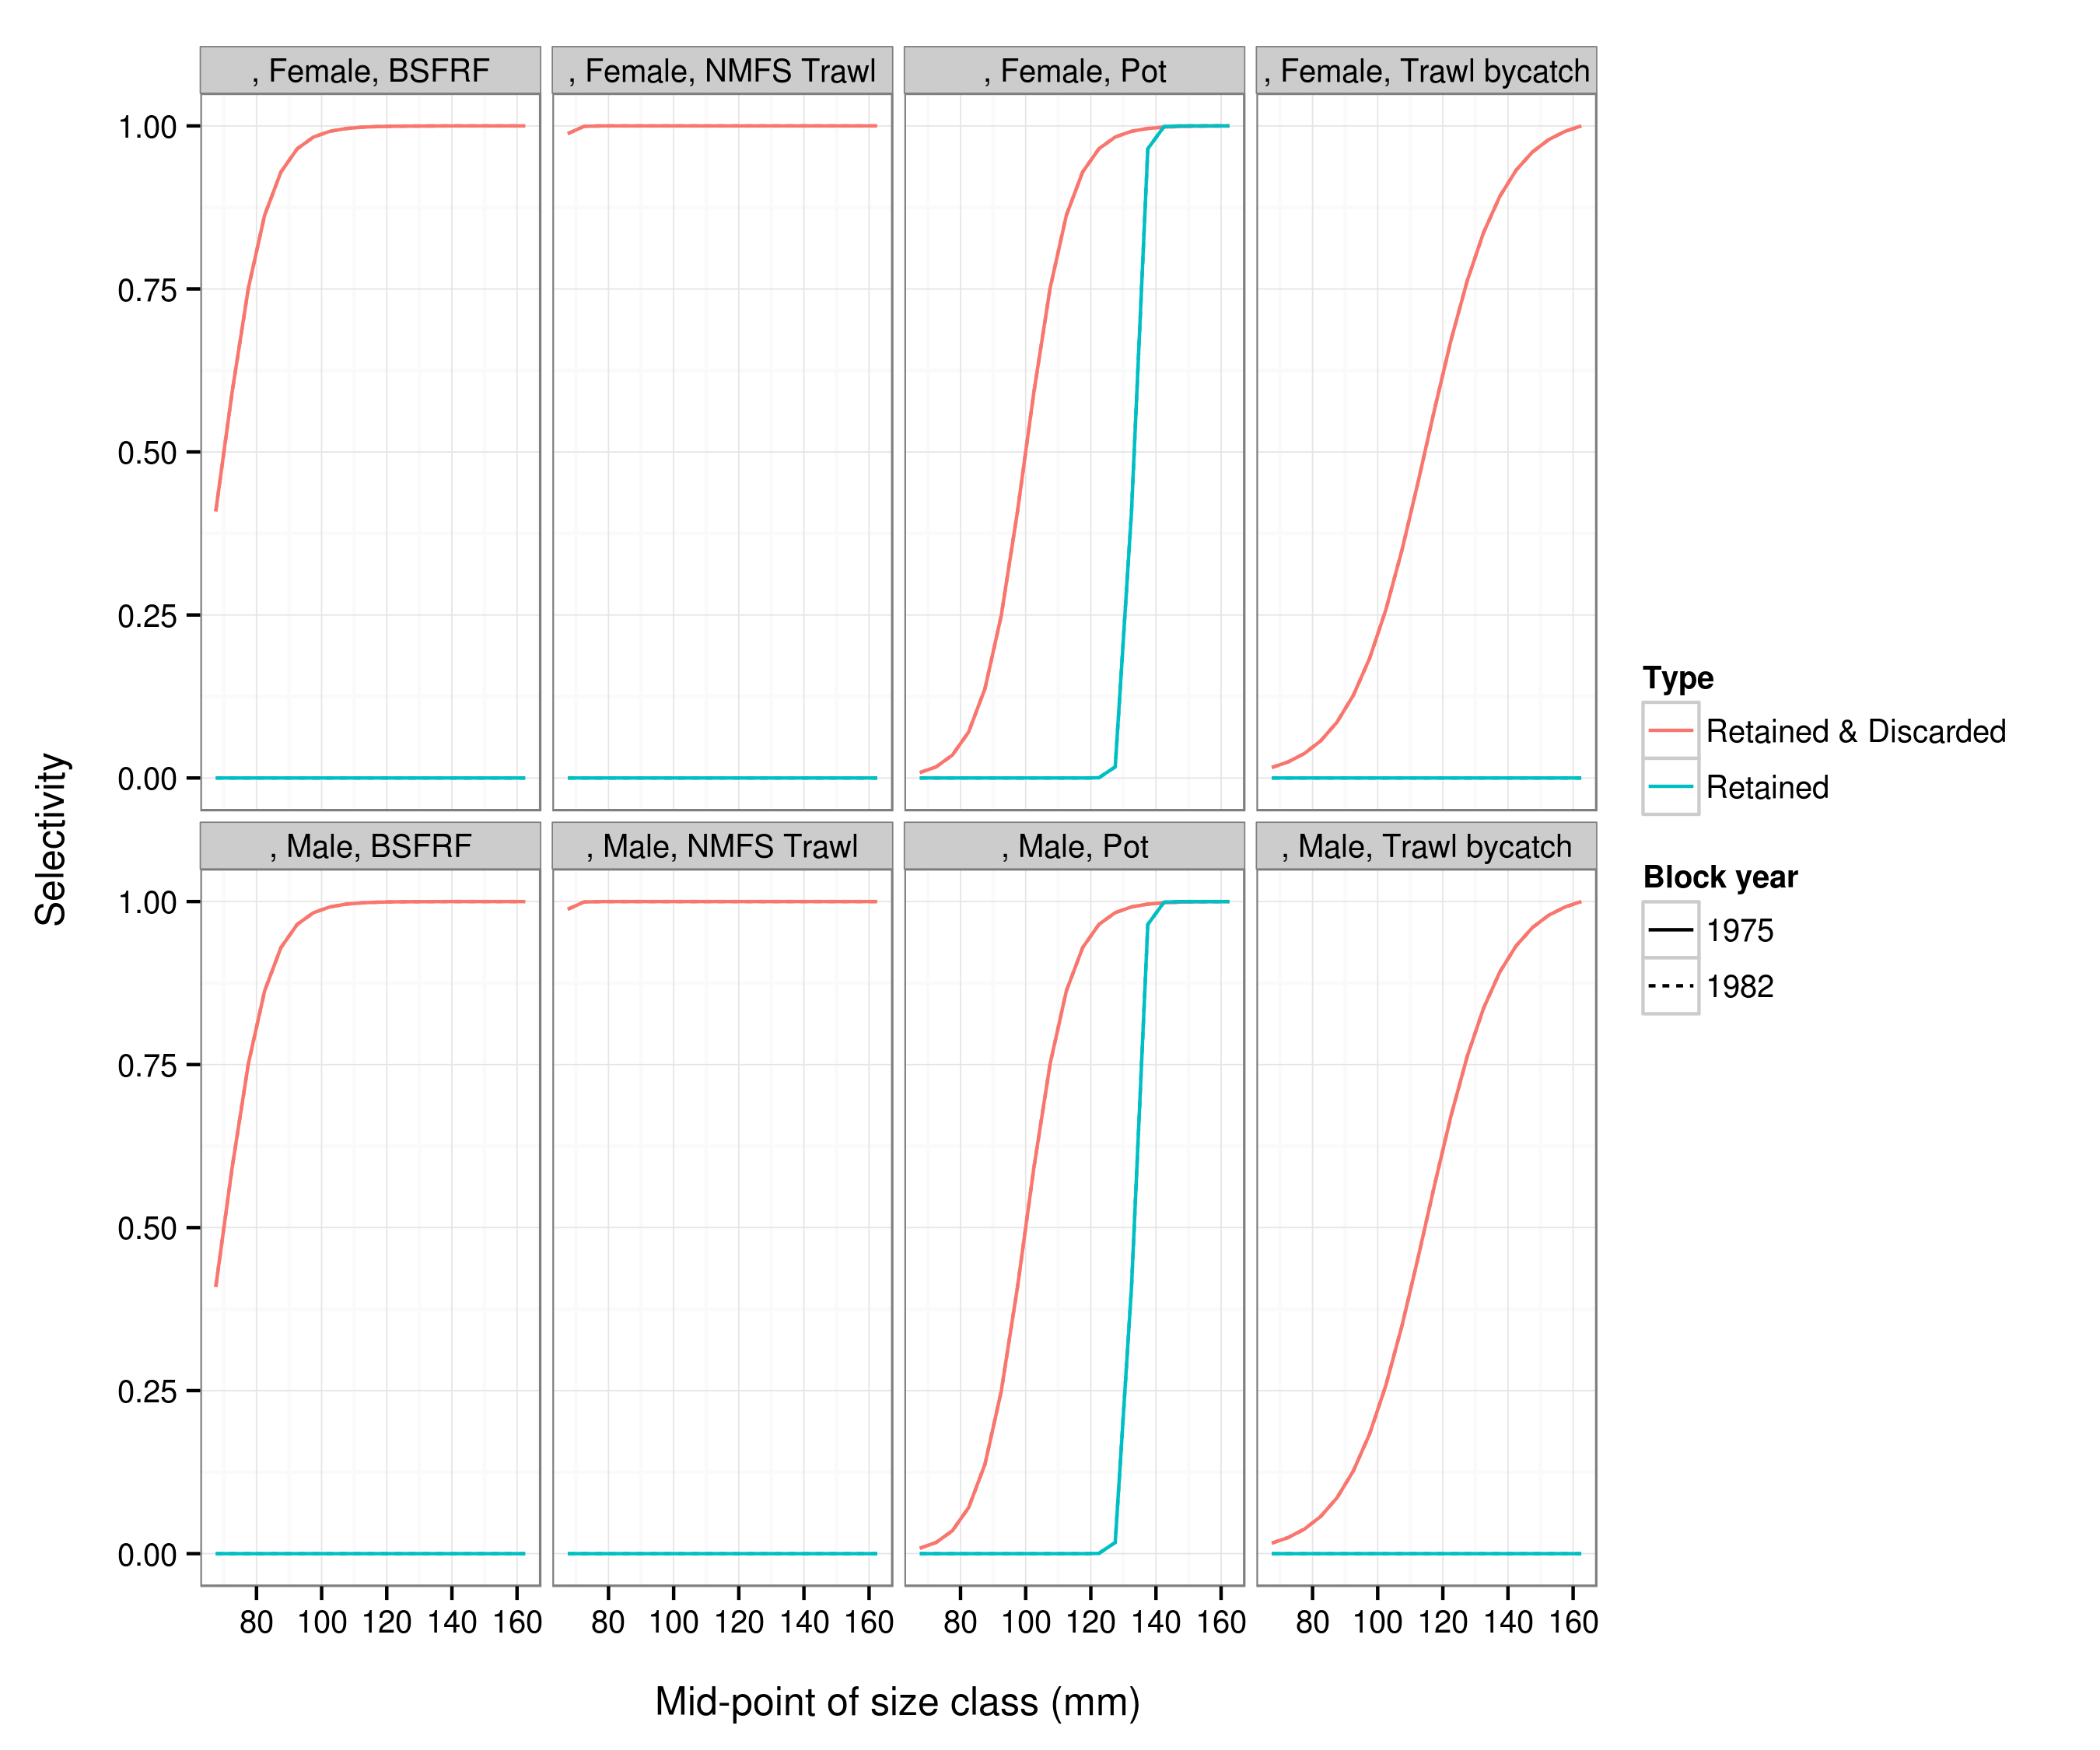 , Female, BSFRF
, Female, NMFS Trawl
, Female, Pot
, Female, Trawl bycatch
1.00
0.75
0.50
0.25
0.00
, Male, BSFRF
, Male, NMFS Trawl
, Male, Pot
, Male, Trawl bycatch
1.00
0.75
0.50
0.25
0.00
80 100 120 140 160
80 100 120 140 160
80 100 120 140 160
80 100 120 140 160
Mid-point of size class (mm)
Selectivity
Type
Retained & Discarded
Retained
Block year
1975
1982